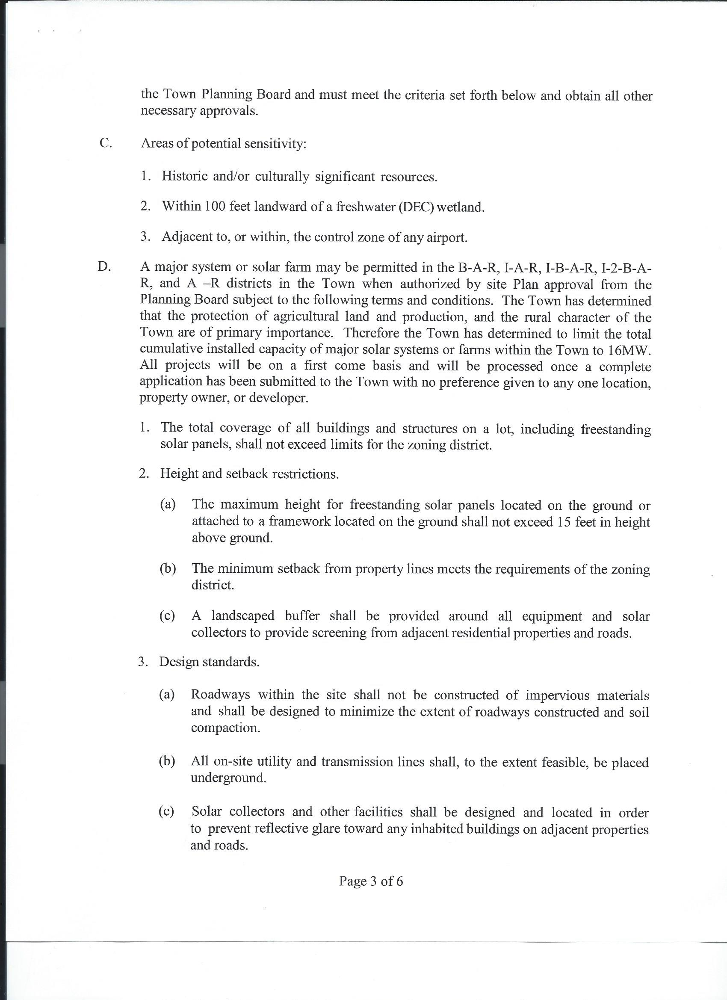 the Town Planning Board and must meet the criteria set forth below and obtain all other
necessary approvals.
C. Areas of potential sensitivity:
1. Historic and/or culturally significant resources.
2. Within 100 feet landward of a freshwater (DEC) wetland.
3. Adjacent to, or within, the control zone of any airport.
D. A major system or solar farm may be permitted in the B-A-R, I-A-R, I-B-A-R, I-2-B-A-
R, and A –R districts in the Town when authorized by site Plan approval from the
Planning Board subject to the following terms and conditions. The Town has determined
that the protection of agricultural land and production, and the rural character of the
Town are of primary importance. Therefore the Town has determined to limit the total
cumulative installed capacity of major solar systems or farms within the Town to 16MW.
All projects will be on a first come basis and will be processed once a complete
application has been submitted to the Town with no preference given to any one location,
property owner, or developer.
1. The total coverage of all buildings and structures on a lot, including freestanding
solar panels, shall not exceed limits for the zoning district.
2. Height and setback restrictions.
(a) The maximum height for freestanding solar panels located on the ground or
attached to a framework located on the ground shall not exceed 15 feet in height
above ground.
(b) The minimum setback from property lines meets the requirements of the zoning
district.
(c) A landscaped buffer shall be provided around all equipment and solar
collectors to provide screening from adjacent residential properties and roads.
3. Design standards.
(a) Roadways within the site shall not be constructed of impervious materials
and shall be designed to minimize the extent of roadways constructed and soil
compaction.
(b) All on-site utility and transmission lines shall, to the extent feasible, be placed
underground.
(c) Solar collectors and other facilities shall be designed and located in order
to prevent reflective glare toward any inhabited buildings on adjacent properties
and roads.
Page 3 of 6